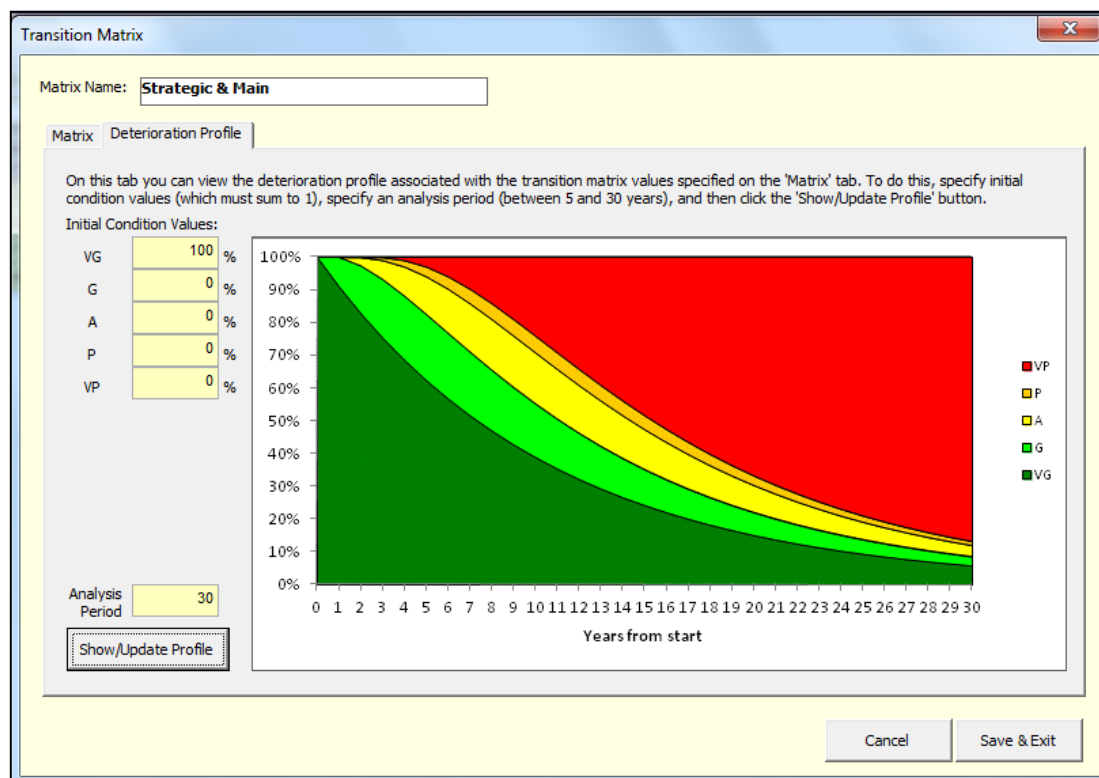 Transition Matrix
x
Matrix Name: Strategic & Main
Matrix Deterioration Profile
On this tab you can view the deterioration profile associated with the transition matrix values specified on the 'Matrix' tab. To do this, specify initial
condition values (which must sum to 1), specify an analysis period (between 5 and 30 years), and then click the 'Show/Update Profile' button.
Initial Condition Values:
VG 100 %
G 0 %
A 0 %
P 0 %
VP 0 %
Analysis
Period 30
Show/Update Profile
100%
90%
80%
70%
60%
50%
40%
30%
20%
10%
0%
0 1 2 3 4 5 6 7 8 9 10 11 12 13 14 15 16 17 18 19 20 21 22 23 24 25 26 27 28 29 30
Years from start
VP
P
A
G
VG
Cancel Save & Exit